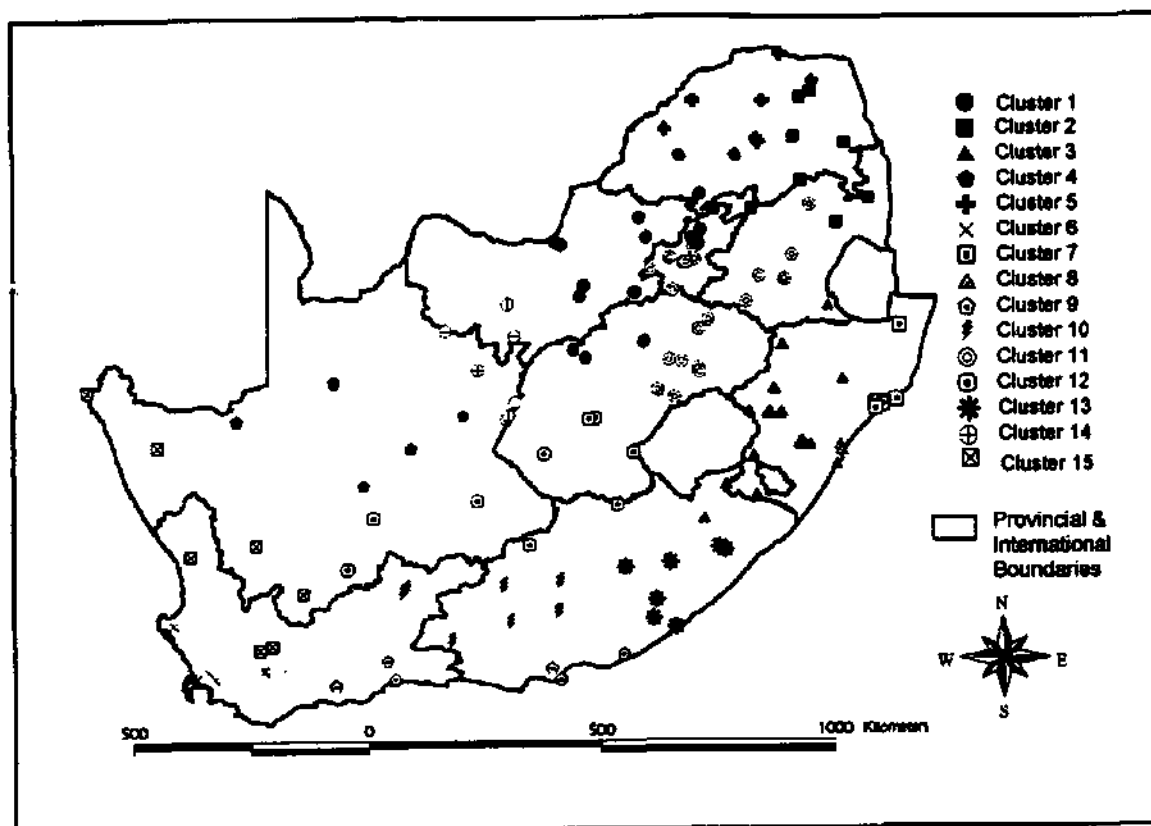 Cluster 1
Cluster 2
Cluster 3
Cluster 4
Cluster 5
Cluster 6
Cluster 7
Cluster 8
Cluster 9
Cluster 10
Cluster 11
Cluster 12
Cluster 13
Cluster 14
Cluster 15
Provincial &
International
Boundaries
N
W E
S
500 0 500 1000 Kilometers